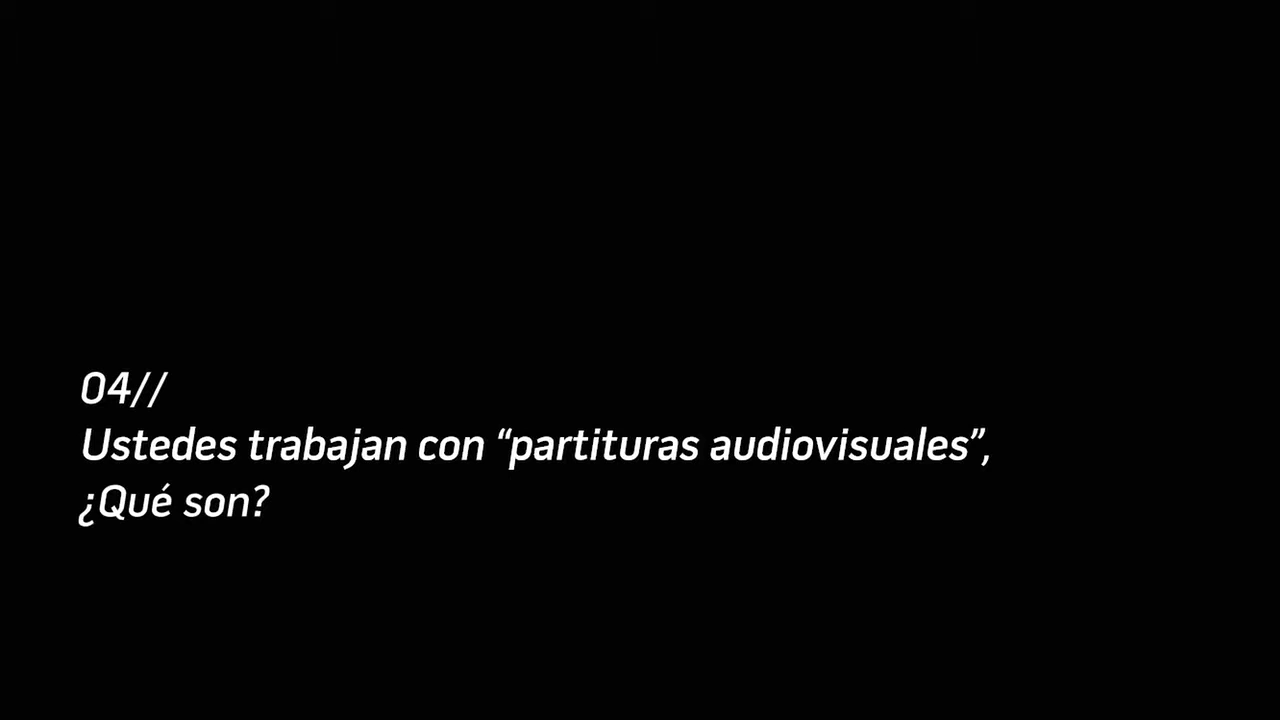 04//
Ustedes trabajan con “partituras audiovisuales”,
¿Qué son?